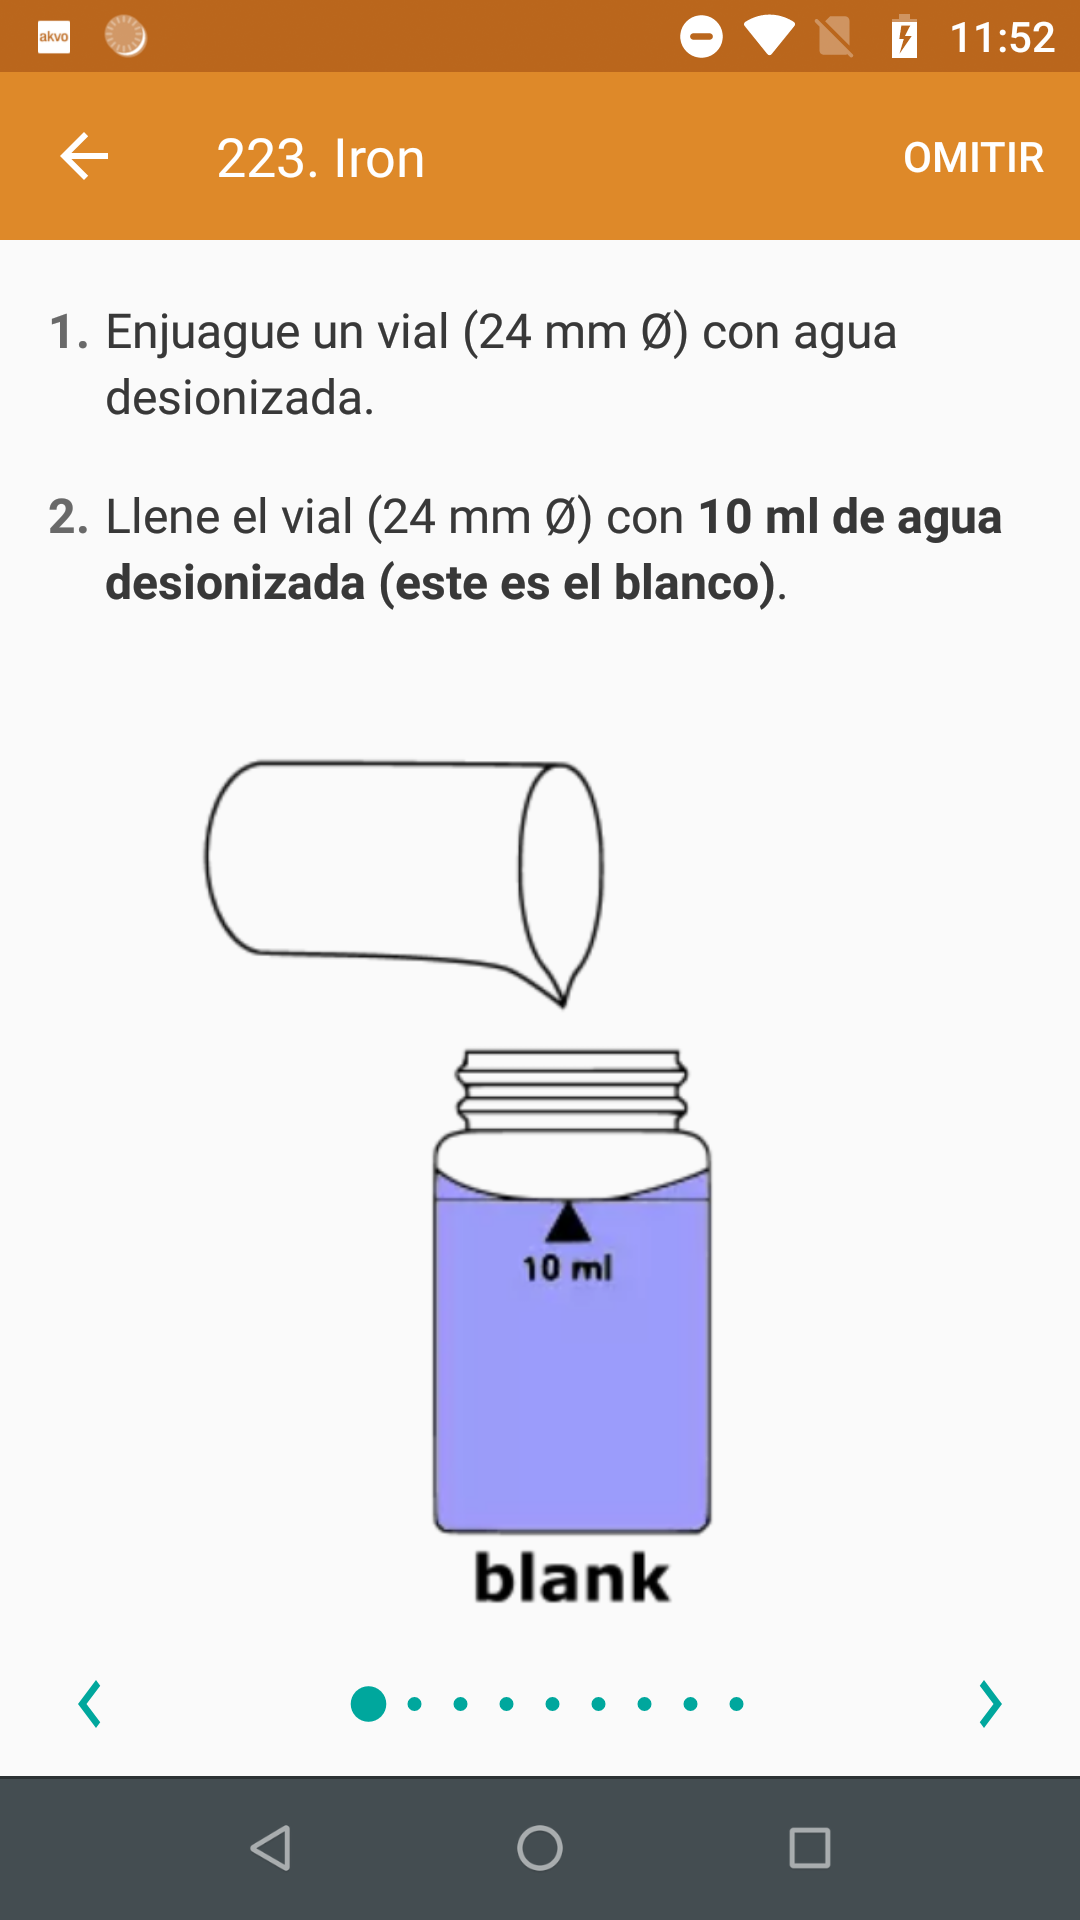 akvo
11:52
223. Iron
OMITIR
1. Enjuague un vial (24 mm Ø) con agua
desionizada.
2. Llene el vial (24 mm Ø) con 10 ml de agua
desionizada (este es el blanco).
10 ml
blank